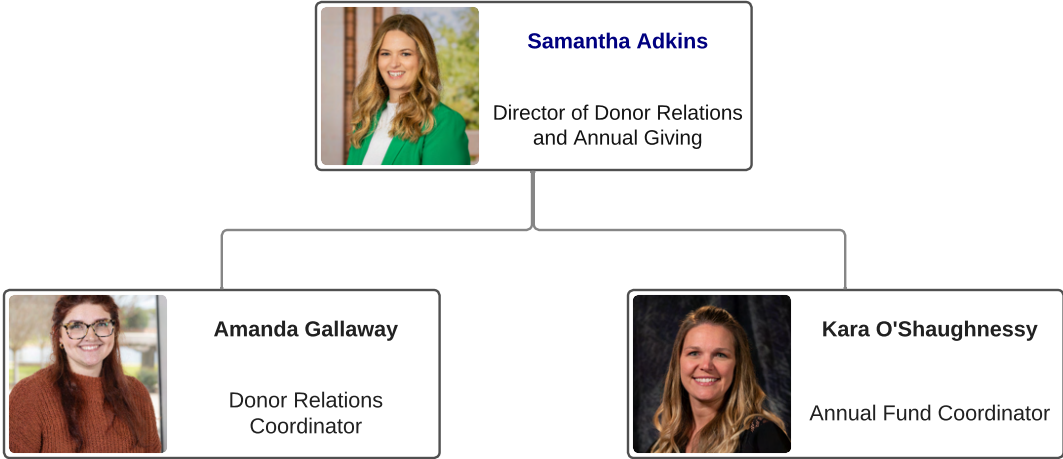 Samantha Adkins
Director of Donor Relations
and Annual Giving
Amanda Gallaway
Donor Relations
Coordinator
Kara O'Shaughnessy
Annual Fund Coordinator